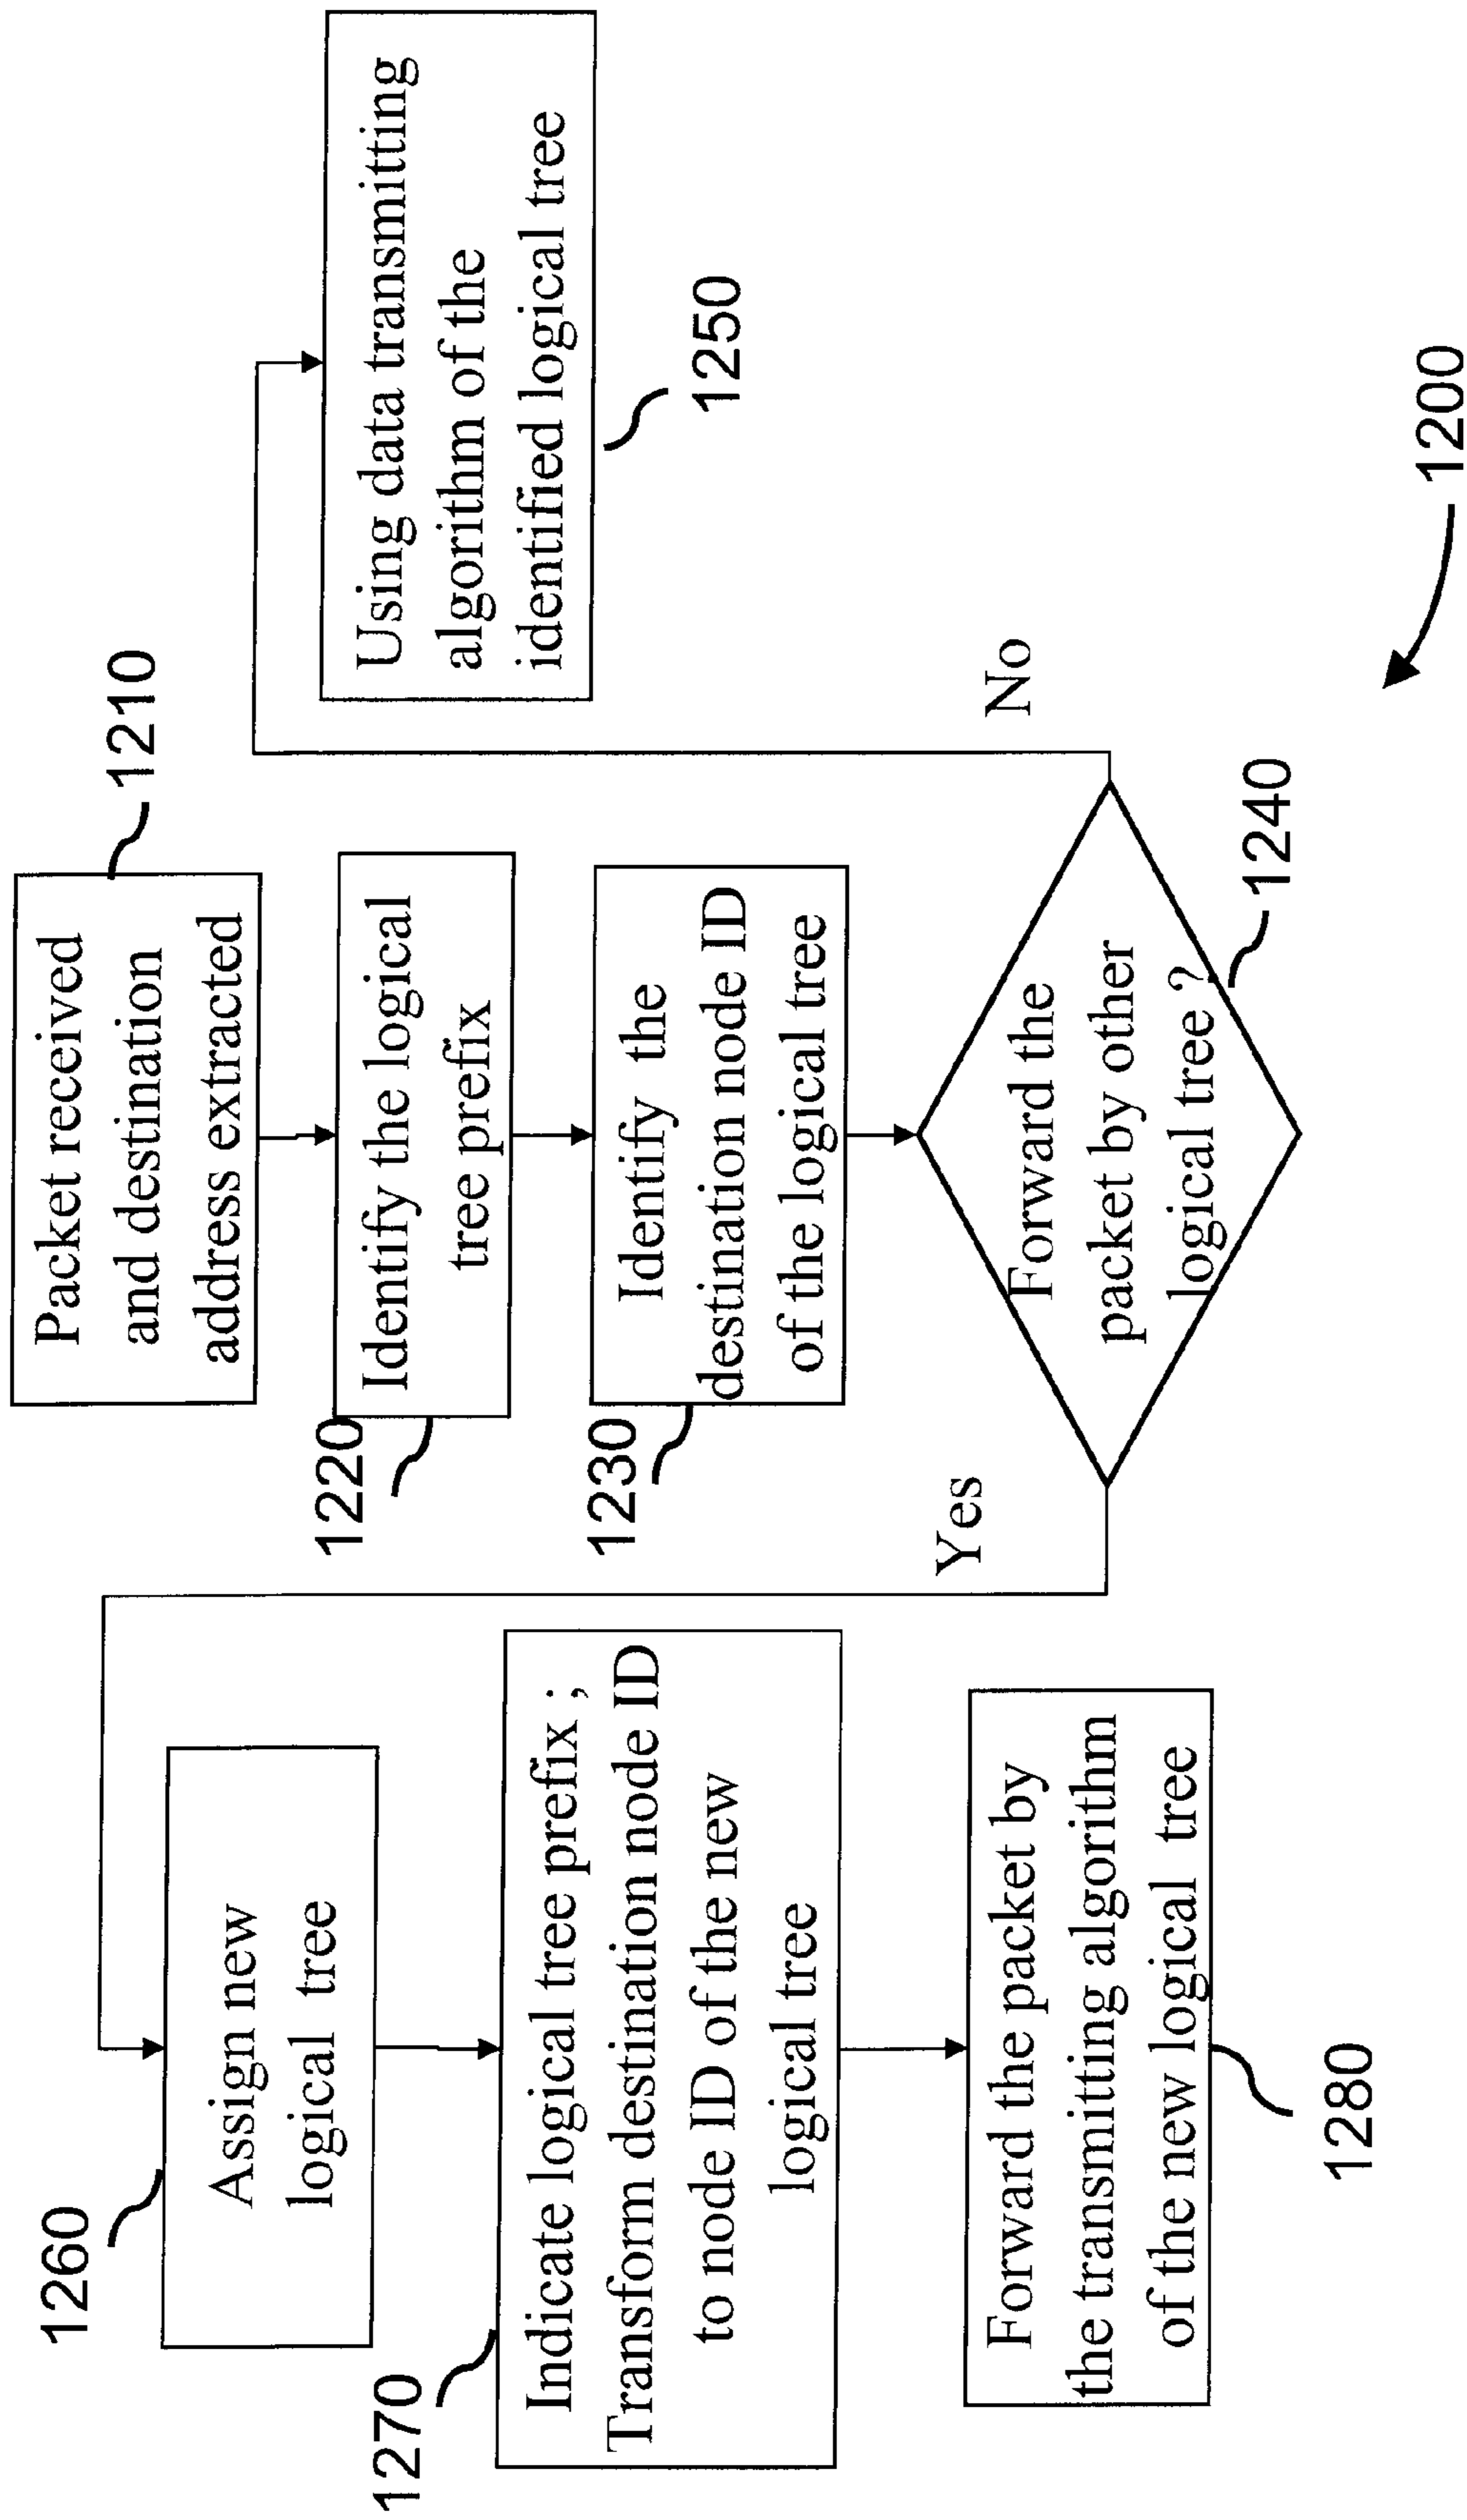 1210
Packet received
and destination
address extracted
1220
Identify the logical
tree prefix
1230
Identify the
destination node ID
of the logical tree
1240
Forward the
packet by other
logical tree ?
Yes
No
1260
Assign new
logical tree
1270
Indicate logical tree prefix ;
Transform destination node ID
to node ID of the new
logical tree
Forward the packet by
the transmitting algorithm
of the new logical tree
1280
Using data transmitting
algorithm of the
identified logical tree
1250
1200